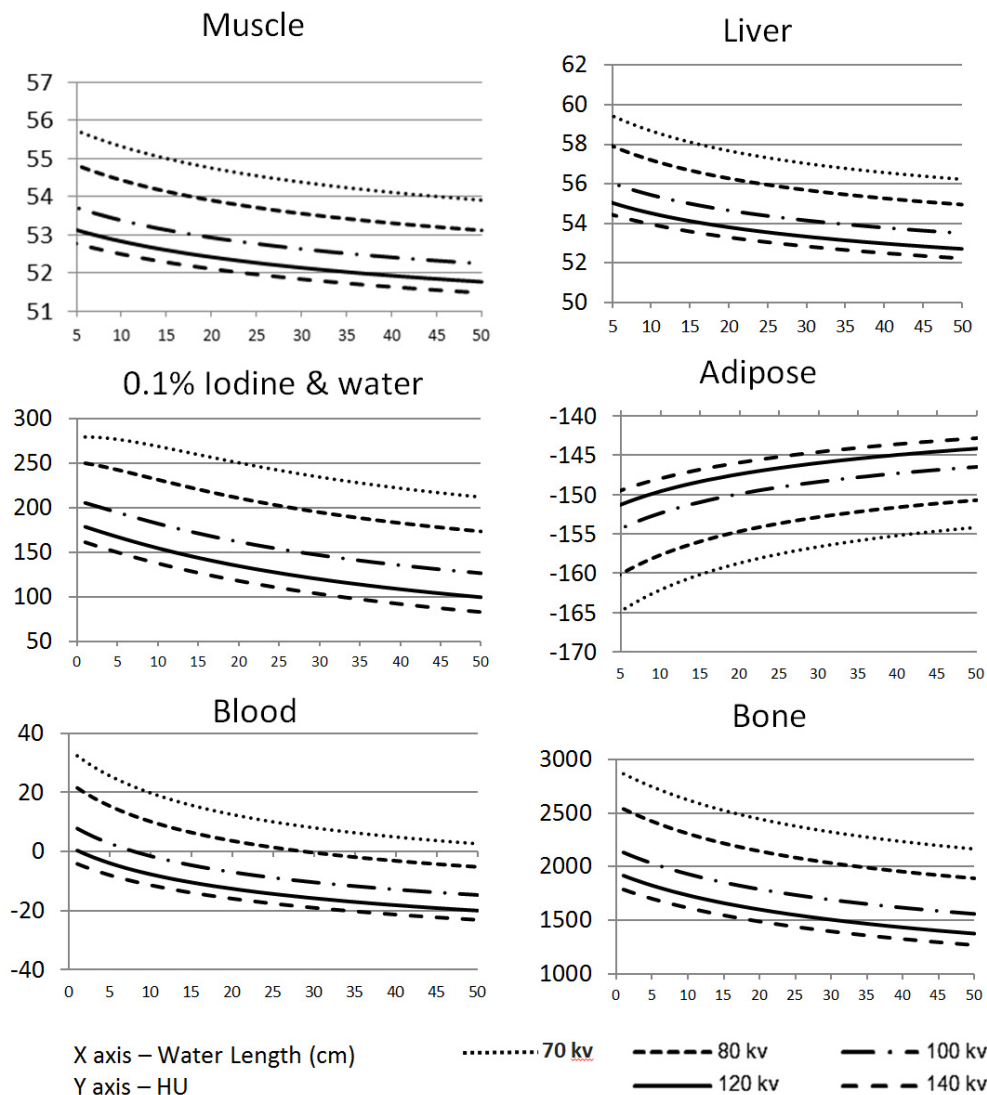 Muscle
57
56
55
54
53
52
51
5 10 15 20 25 30 35 40 45 50
Liver
62
60
58
56
54
52
50
5 10 15 20 25 30 35 40 45 50
0.1% Iodine & water
300
250
200
150
100
50
0 5 10 15 20 25 30 35 40 45 50
Adipose
-140
-145
-150
-155
-160
-165
-170
5 10 15 20 25 30 35 40 45 50
Blood
40
20
0
-20
-40
0 5 10 15 20 25 30 35 40 45 50
Bone
3000
2500
2000
1500
1000
0 5 10 15 20 25 30 35 40 45 50
X axis – Water Length (cm)
Y axis – HU
70 kv 80 kv 100 kv
120 kv 140 kv